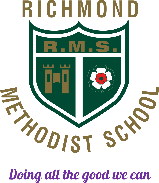 RICHMOND
R.M.S.
METHODIST SCHOOL
Doing all the good we can